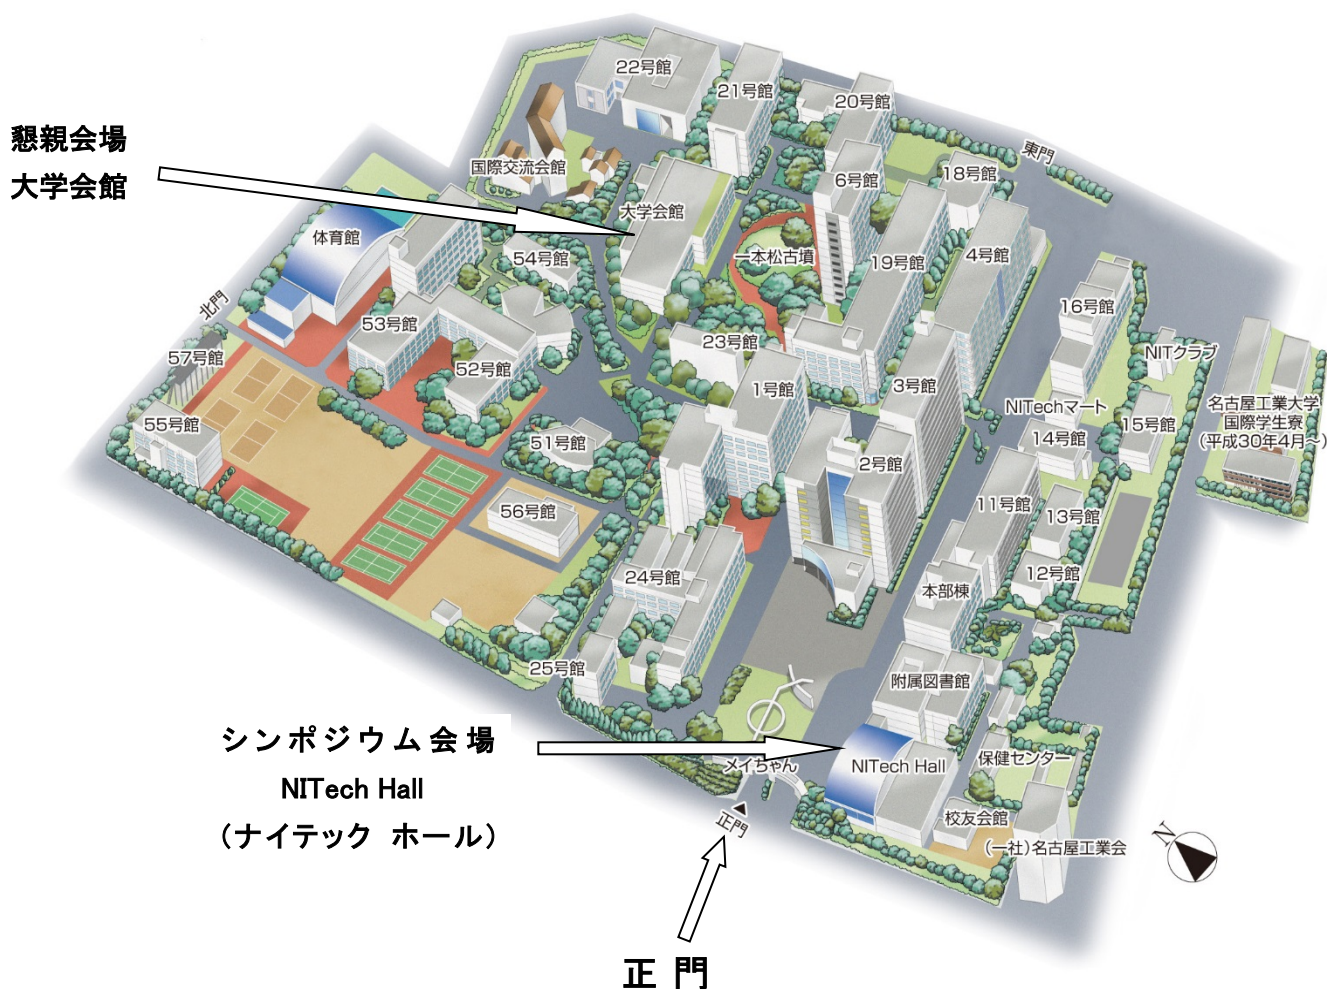 22号館
21号館
20号館
懇親会場
大学会館
国際交流会館
東門
6号館
18号館
大学会館
体育館
54号館
一本松古墳
19号館
4号館
北門
16号館
53号館
23号館
57号館
52号館
1号館
3号館
NITクラブ
NITechマート
名古屋工業大学
国際学生寮
(平成30年4月~)
55号館
51号館
2号館
14号館
15号館
56号館
11号館
13号館
24号館
12号館
本部棟
25号館
附属図書館
シンポジウム会場
NITech Hall
(ナイテック ホール)
メイちゃん
NITech Hall
保健センター
正門
校友会館
(一社)名古屋工業会
N
正門